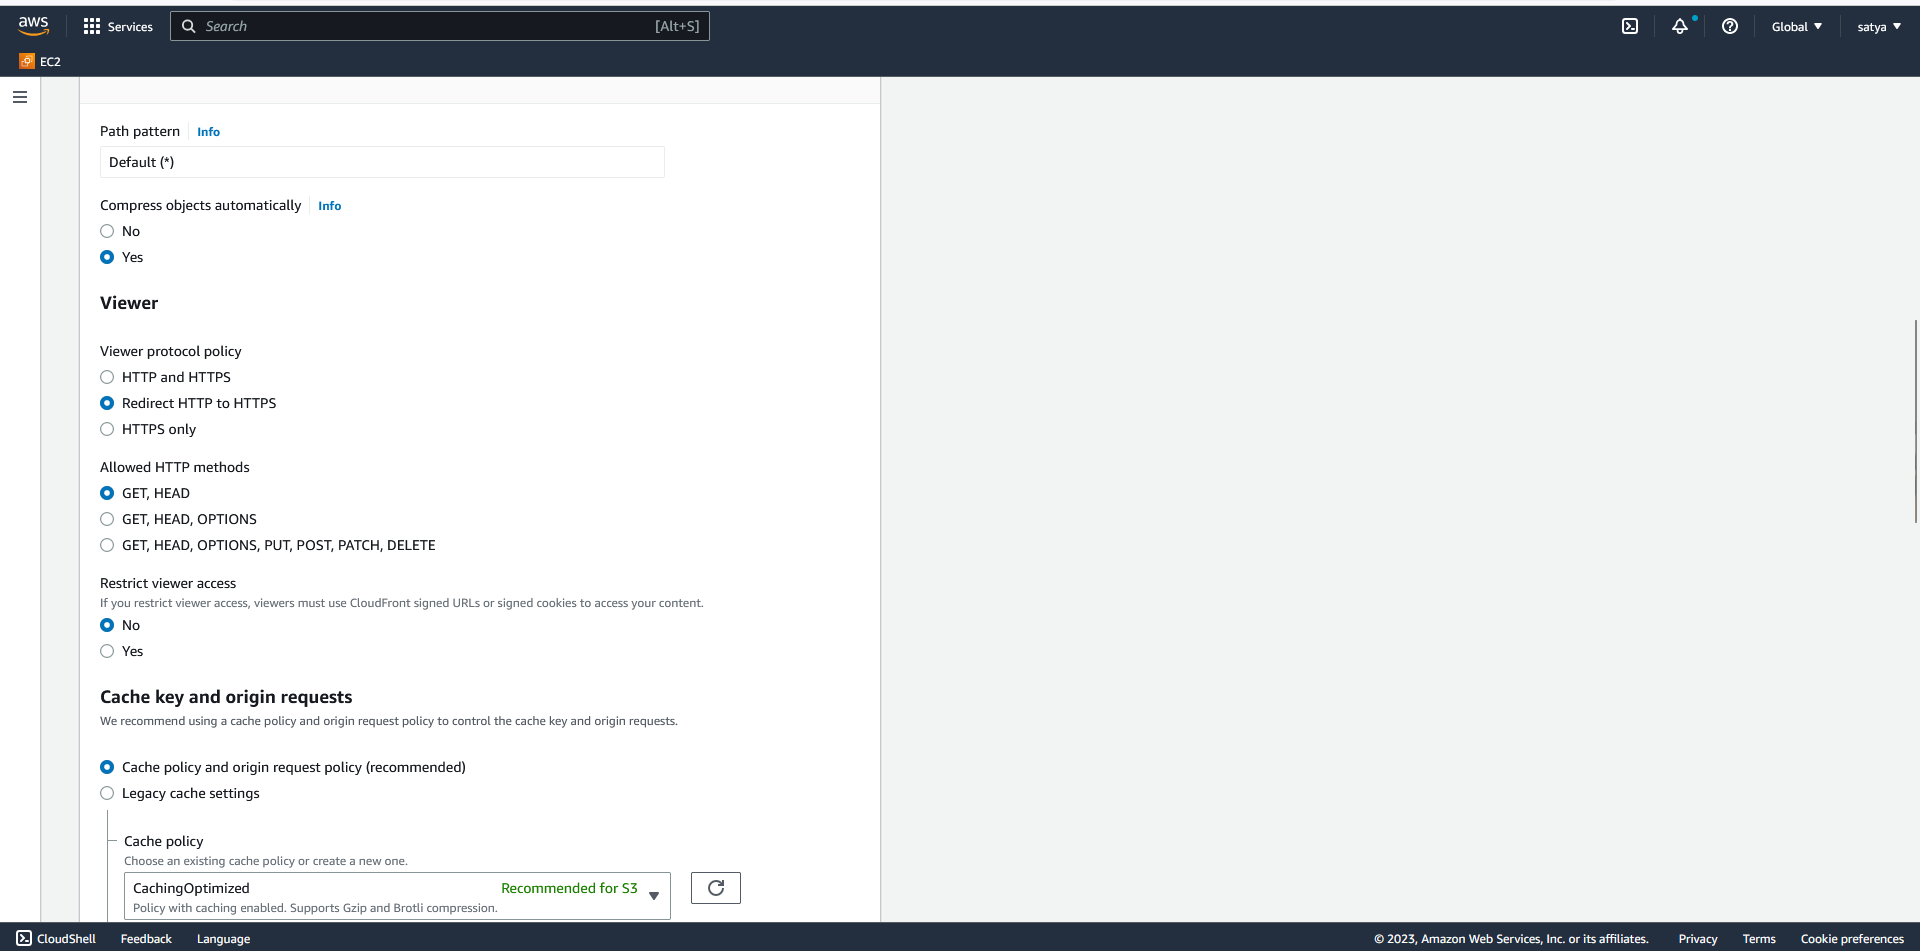 aws
Services
Search [Alt+S]
Global
satya
EC2
Path pattern Info
Default (*)
Compress objects automatically Info
No
Yes
Viewer
Viewer protocol policy
HTTP and HTTPS
Redirect HTTP to HTTPS
HTTPS only
Allowed HTTP methods
GET, HEAD
GET, HEAD, OPTIONS
GET, HEAD, OPTIONS, PUT, POST, PATCH, DELETE
Restrict viewer access
If you restrict viewer access, viewers must use CloudFront signed URLs or signed cookies to access your content.
No
Yes
Cache key and origin requests
We recommend using a cache policy and origin request policy to control the cache key and origin requests.
Cache policy and origin request policy (recommended)
Legacy cache settings
Cache policy
Choose an existing cache policy or create a new one.
CachingOptimized Recommended for S3
Policy with caching enabled. Supports Gzip and Brotli compression.
CloudShell Feedback Language © 2023, Amazon Web Services, Inc. or its affiliates. Privacy Terms Cookie preferences